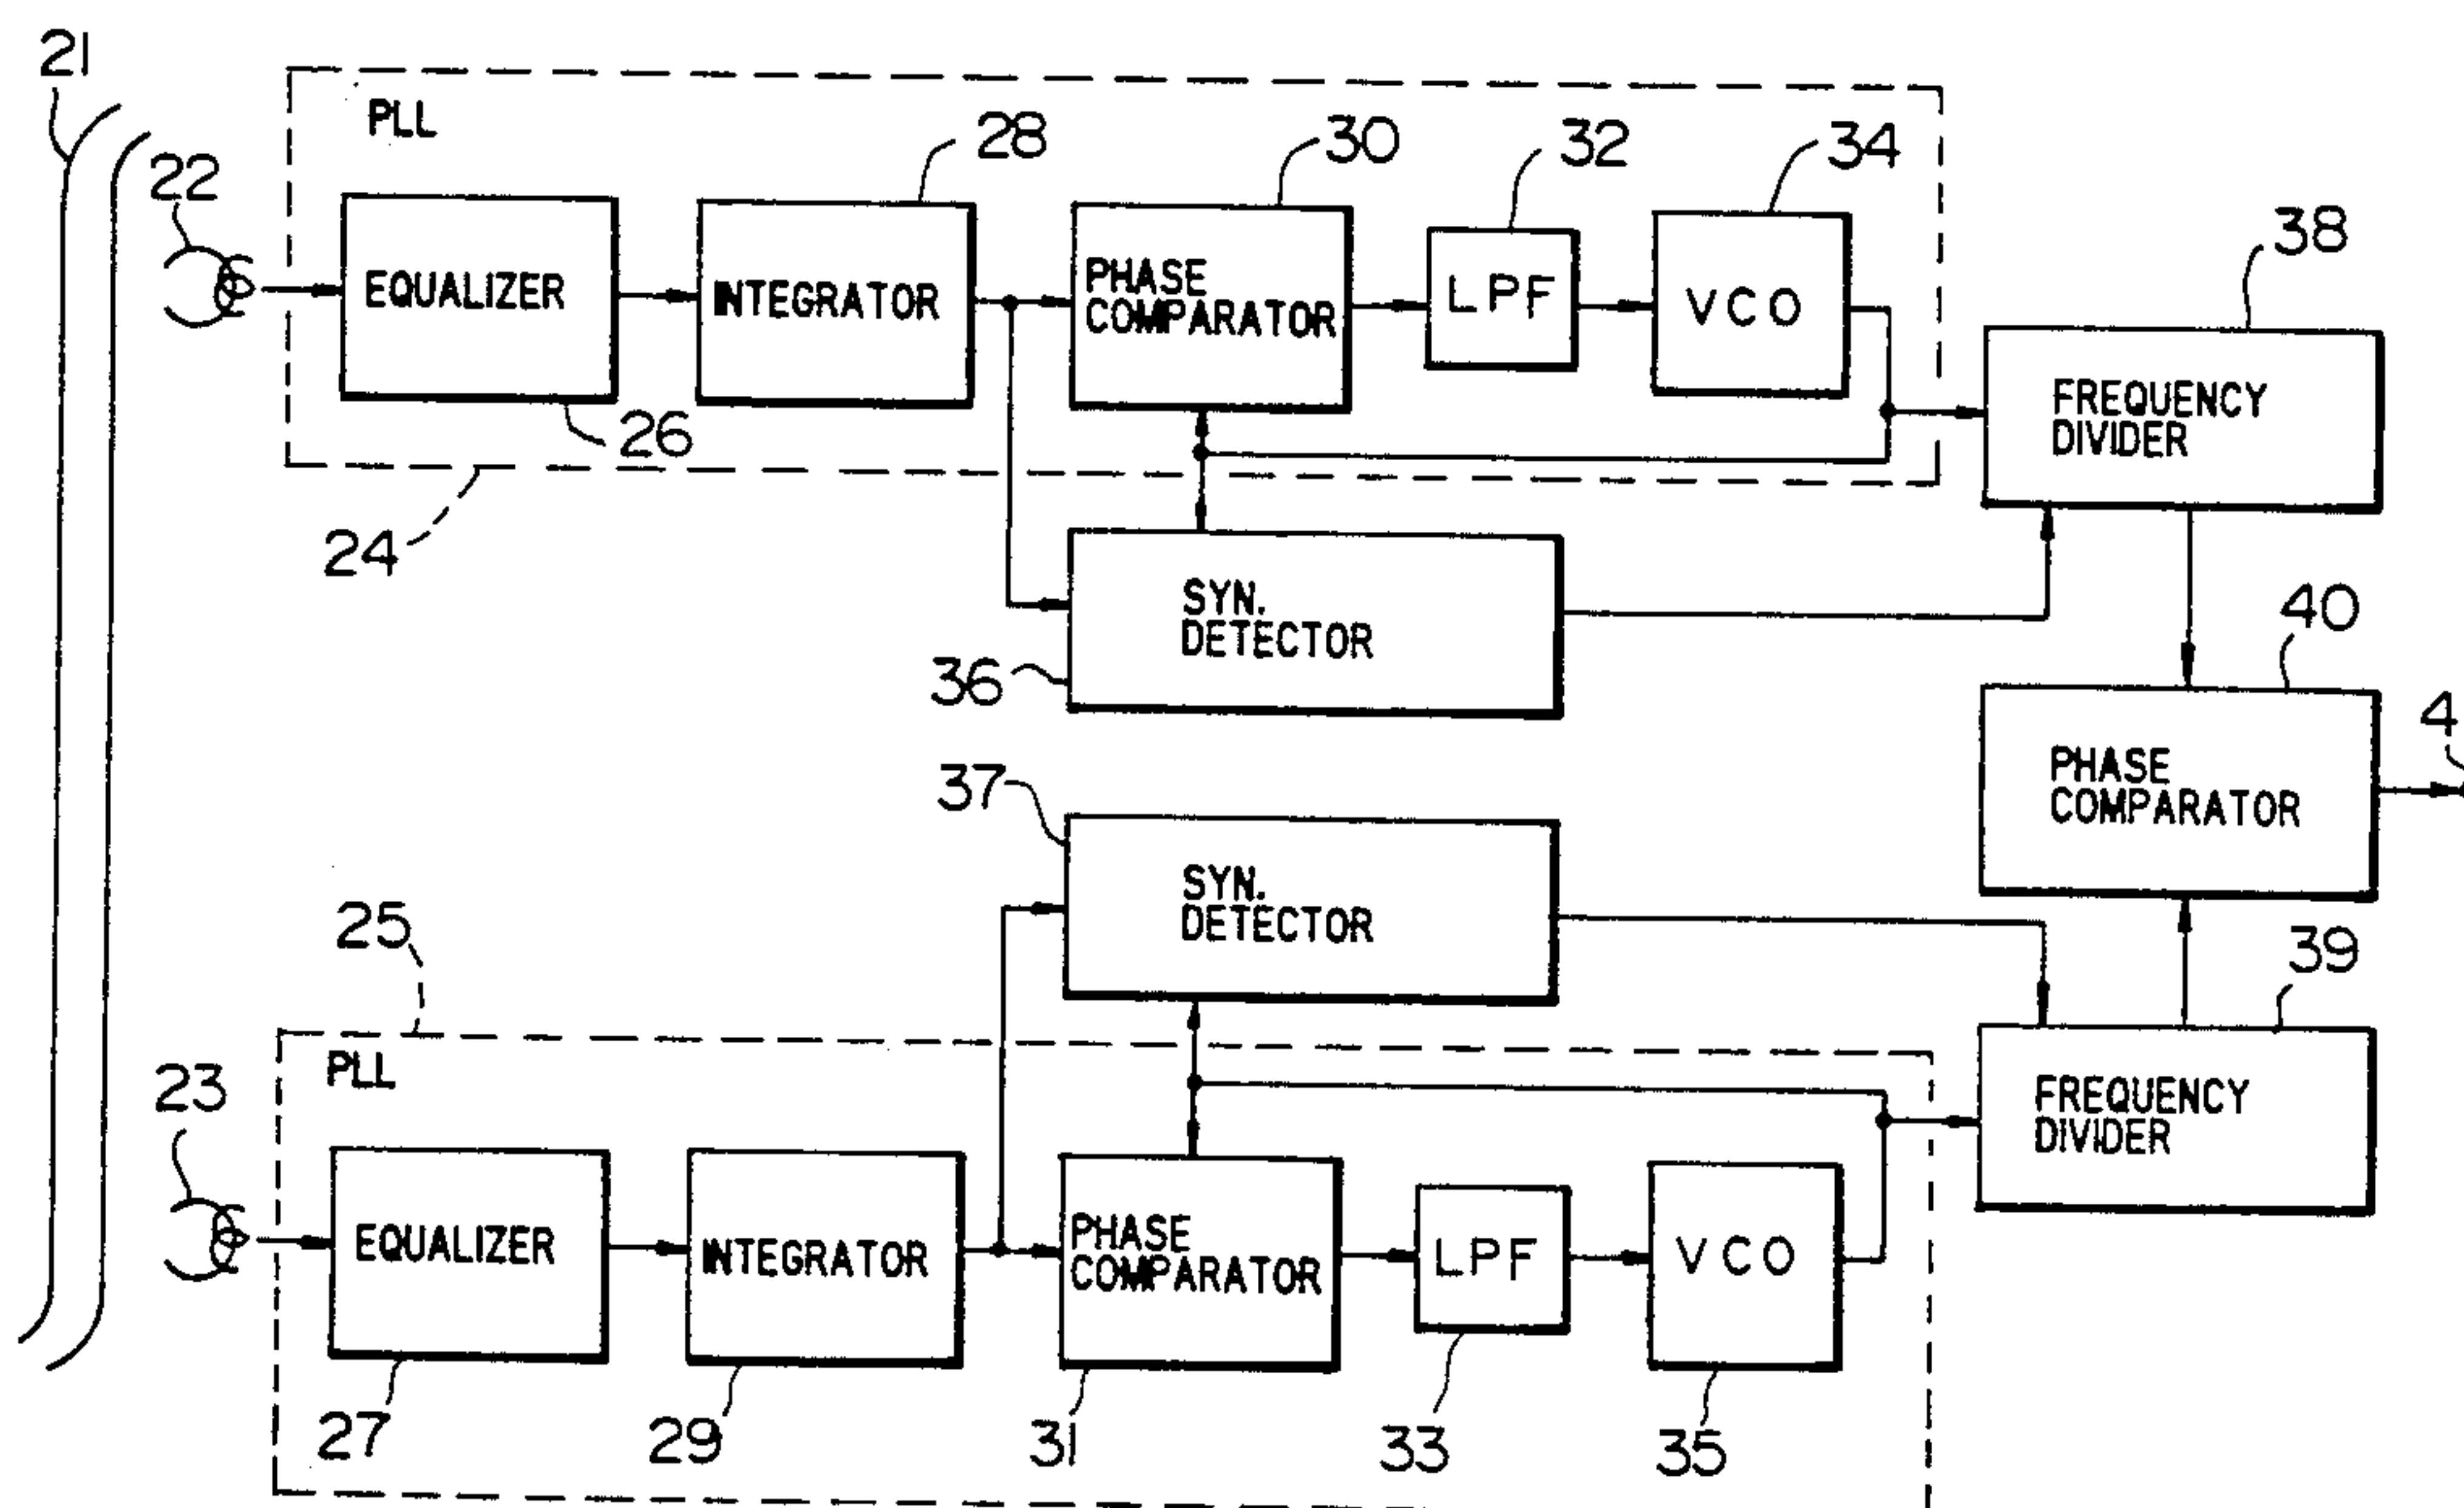 21
PLL
22
28
30
32
34
38
EQUALIZER
INTEGRATOR
PHASE
COMPARATOR
LPF
VCO
FREQUENCY
DIVIDER
26
24
SYN.
DETECTOR
36
40
PHASE
COMPARATOR
4
37
SYN.
DETECTOR
25
39
PLL
23
FREQUENCY
DIVIDER
EQUALIZER
INTEGRATOR
PHASE
COMPARATOR
LPF
VCO
27
29
31
33
35